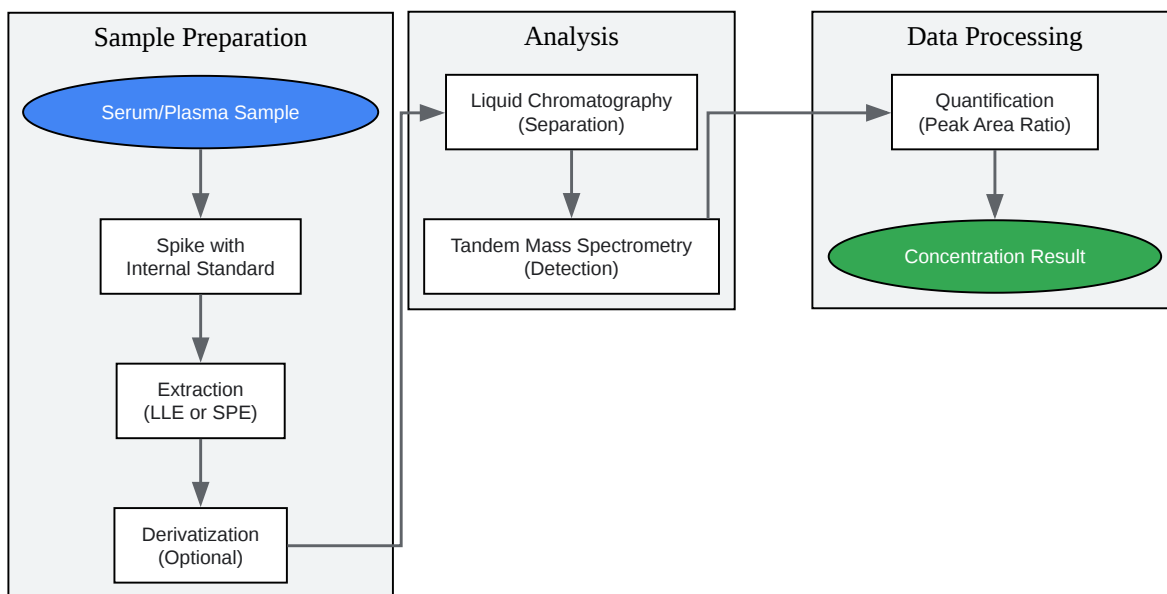 Sample Preparation
Serum/Plasma Sample
Spike with
Internal Standard
Extraction
(LLE or SPE)
Derivatization
(Optional)
Analysis
Liquid Chromatography
(Separation)
Tandem Mass Spectrometry
(Detection)
Data Processing
Quantification
(Peak Area Ratio)
Concentration Result